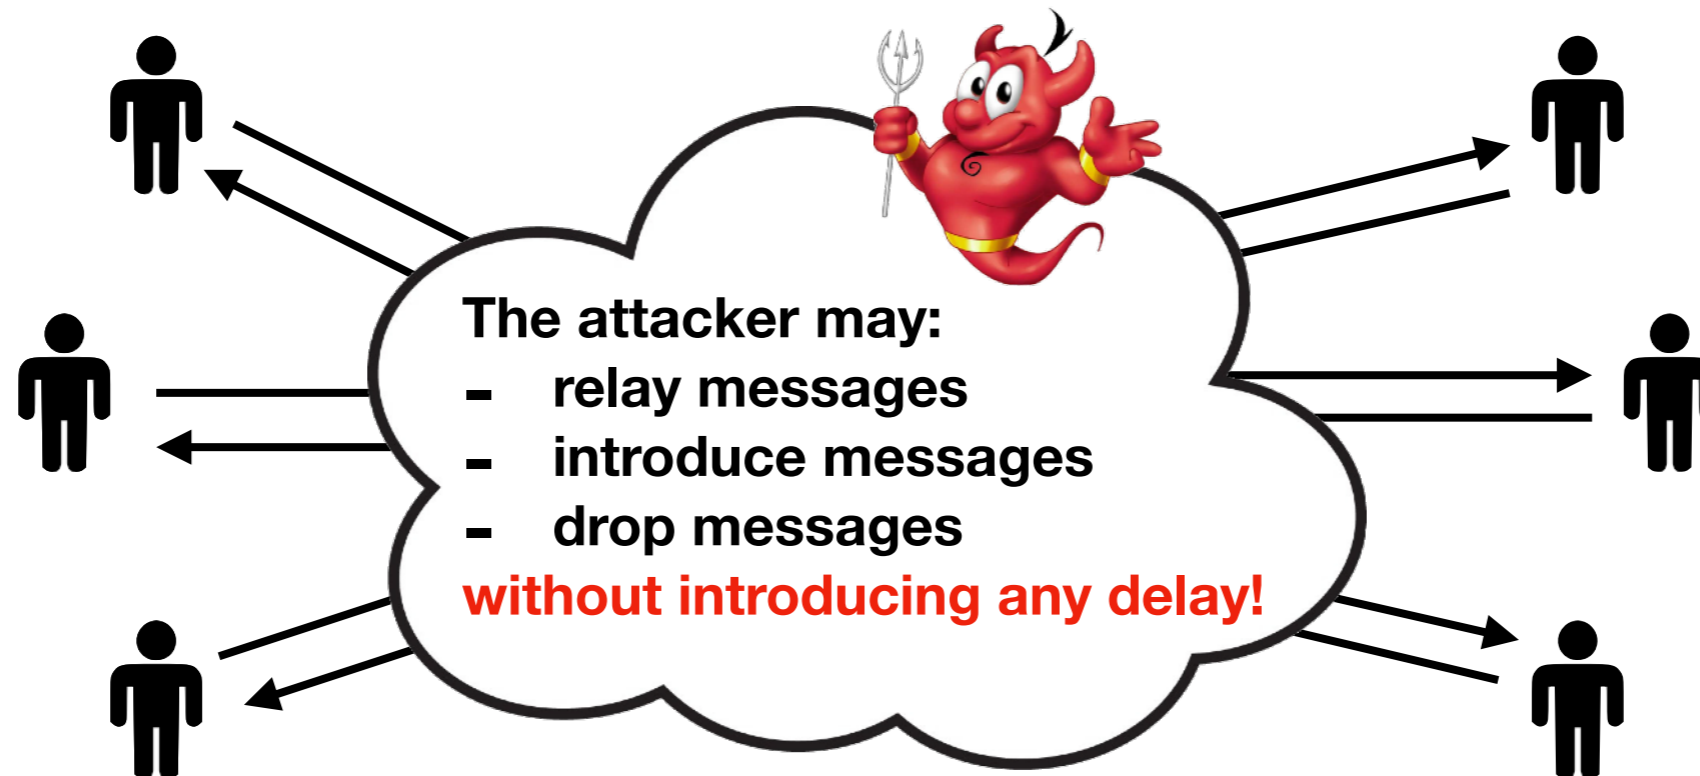 The attacker may:
- relay messages
- introduce messages
- drop messages
without introducing any delay!